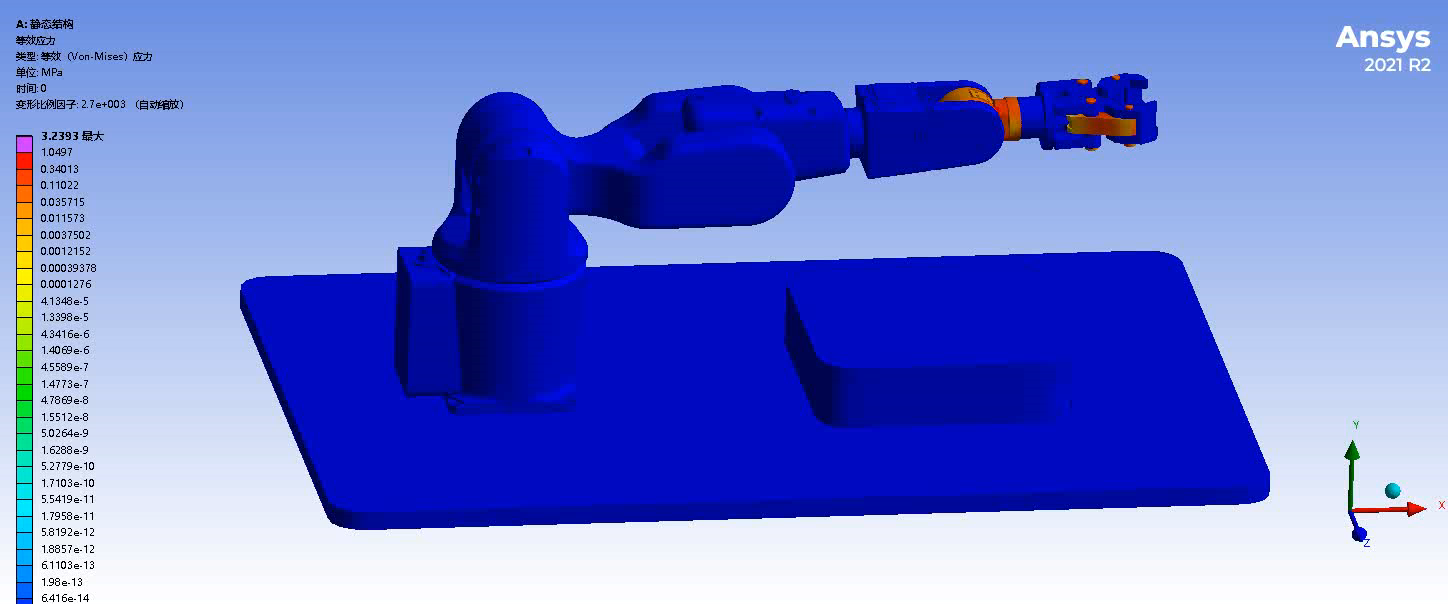 A: 静态结构
等效应力
类型: 等效（Von-Mises）应力
单位: MPa
时间: 0
变形比例因子: 2.7e+003 （自动缩放）
3.2393 最大
1.0497
0.34013
0.11022
0.035715
0.011573
0.0037502
0.0012152
0.00039378
0.0001276
4.1348e-5
1.3398e-5
4.3416e-6
1.4069e-6
4.5589e-7
1.4773e-7
4.7869e-8
1.5512e-8
5.0264e-9
1.6288e-9
5.2779e-10
1.7103e-10
5.5419e-11
1.7958e-11
5.8192e-12
1.8857e-12
6.1103e-13
1.98e-13
6.416e-14
Ansys
2021 R2
Y
X
Z